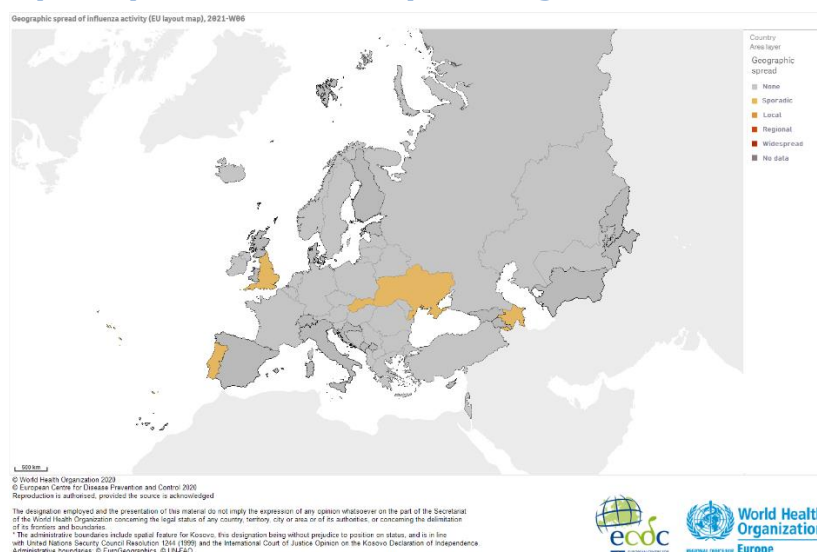 Geographic spread of influenza activity (EU layout map), 2021-W06
Country
Area layer
Geographic
spread
None
Sporadic
Local
Regional
Widespread
No data
500 km
© World Health Organization 2020
© European Centre for Disease Prevention and Control 2020
Reproduction is authorised, provided the source is acknowledged
The designation employed and the presentation of this material do not imply the expression of any opinion whatsoever on the part of the Secretariat
of the World Health Organization concerning the legal status of any country, territory, city or area or of its authorities, or concerning the delimitation
of its frontiers and boundaries.
* The administrative boundaries include spatial feature for Kosovo, this designation being without prejudice to position on status, and is in line
with United Nations Security Council Resolution 1244 (1999) and the International Court of Justice Opinion on the Kosovo Declaration of Independence.
Administrative boundaries: © EuroGeographics, © UN-FAO
ecdc
World Health
Organization
Europe